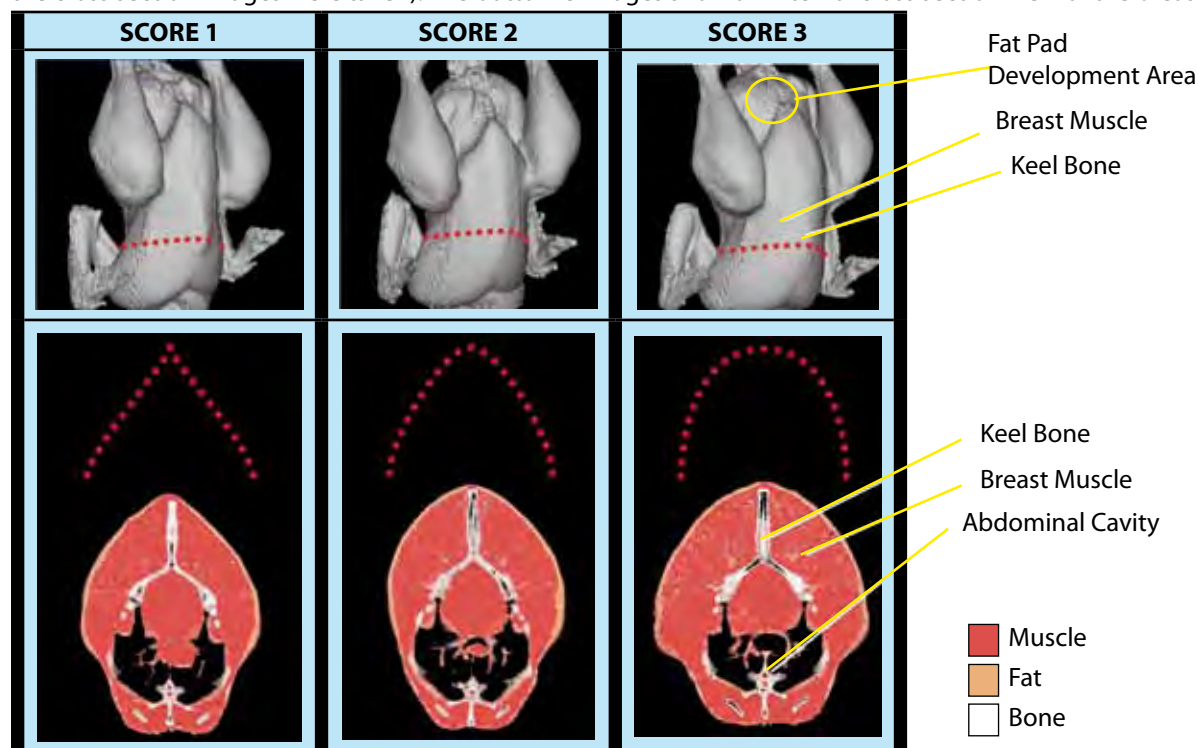 SCORE 1
SCORE 2
SCORE 3
Fat Pad
Development Area
Breast Muscle
Keel Bone
Keel Bone
Breast Muscle
Abdominal Cavity
Muscle
Fat
Bone